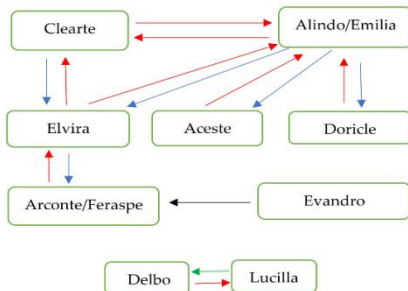 Clearte
Alindo/Emilia
Elvira
Aceste
Doricle
Arconte/Feraspe
Evandro
Delbo
Lucilla